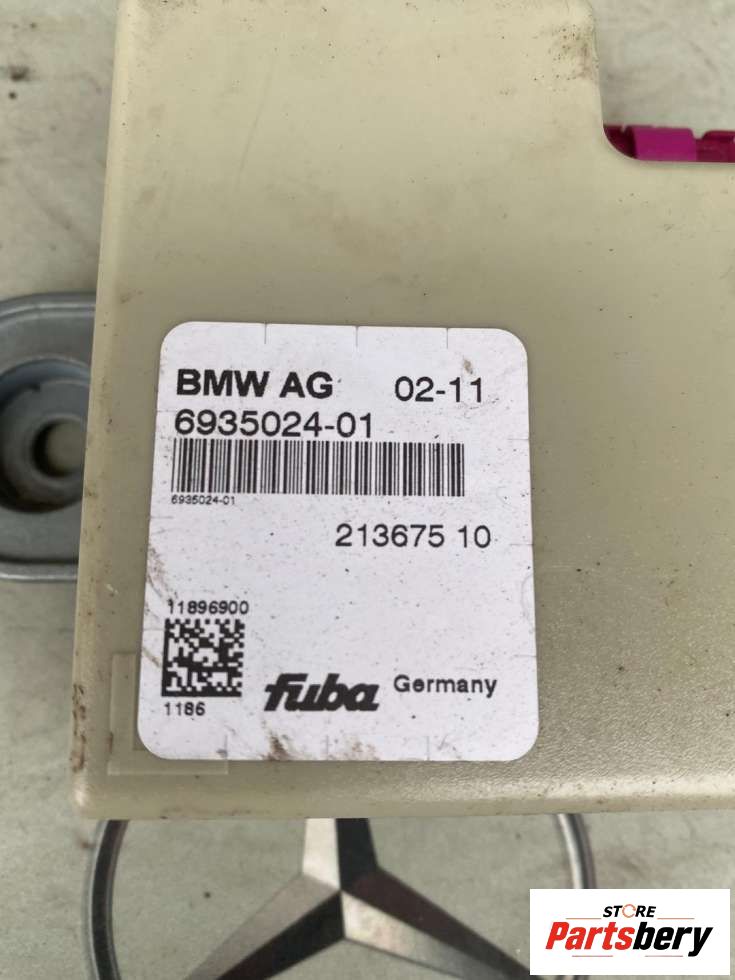 BMW AG 02-11
6935024-01
6935024-01
213675 10
11896900
1186
fuba Germany
STORE
Partsbery